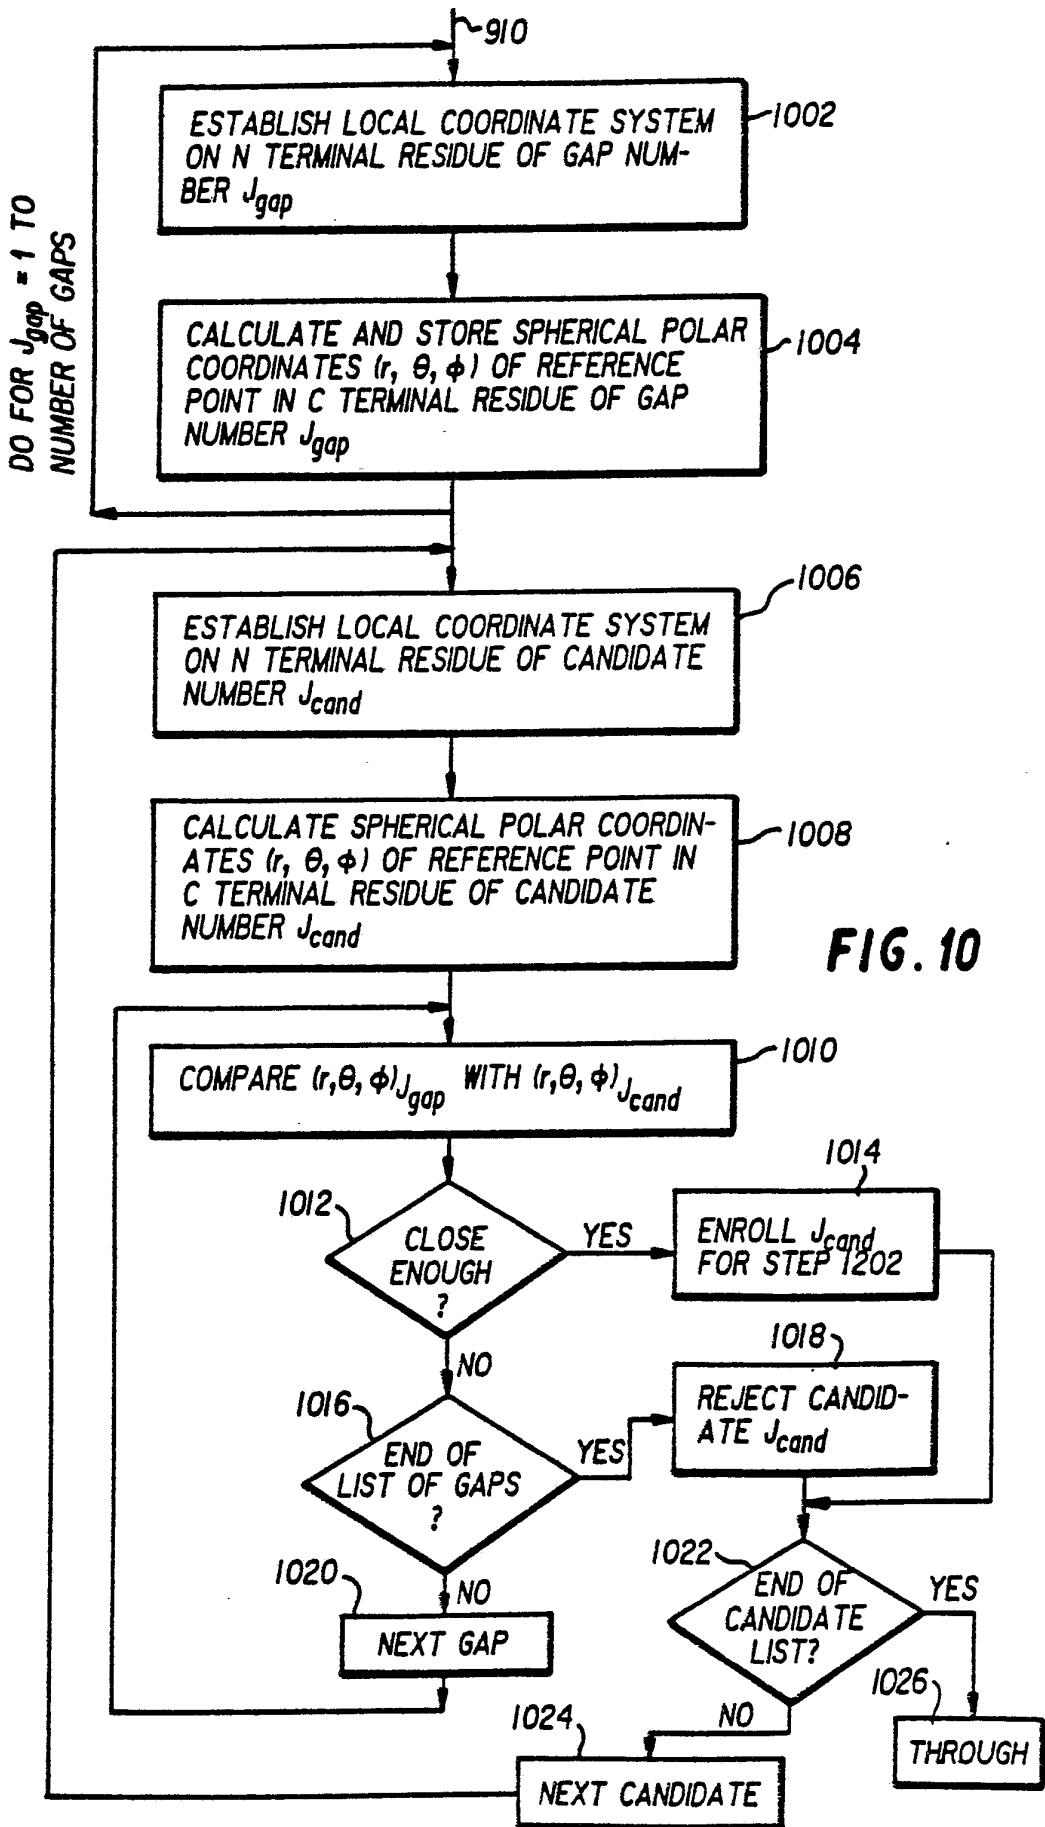 910
ESTABLISH LOCAL COORDINATE SYSTEM
ON N TERMINAL RESIDUE OF GAP NUM-
BER Jgap
1002
DO FOR Jgap = 1 TO
NUMBER OF GAPS
CALCULATE AND STORE SPHERICAL POLAR
COORDINATES (r, θ, ϕ) OF REFERENCE
POINT IN C TERMINAL RESIDUE OF GAP
NUMBER Jgap
1004
ESTABLISH LOCAL COORDINATE SYSTEM
ON N TERMINAL RESIDUE OF CANDIDATE
NUMBER Jcand
1006
CALCULATE SPHERICAL POLAR COORDIN-
ATES (r, θ, ϕ) OF REFERENCE POINT IN
C TERMINAL RESIDUE OF CANDIDATE
NUMBER Jcand
1008
FIG. 10
COMPARE (r,θ,ϕ)Jgap WITH (r,θ,ϕ)Jcand
1010
1012
CLOSE
ENOUGH
?
YES
1014
ENROLL Jcand
FOR STEP 1202
NO
1016
END OF
LIST OF GAPS
?
YES
1018
REJECT CANDID-
ATE Jcand
NO
1020
NEXT GAP
1022
END OF
CANDIDATE
LIST?
YES
1026
THROUGH
NO
1024
NEXT CANDIDATE